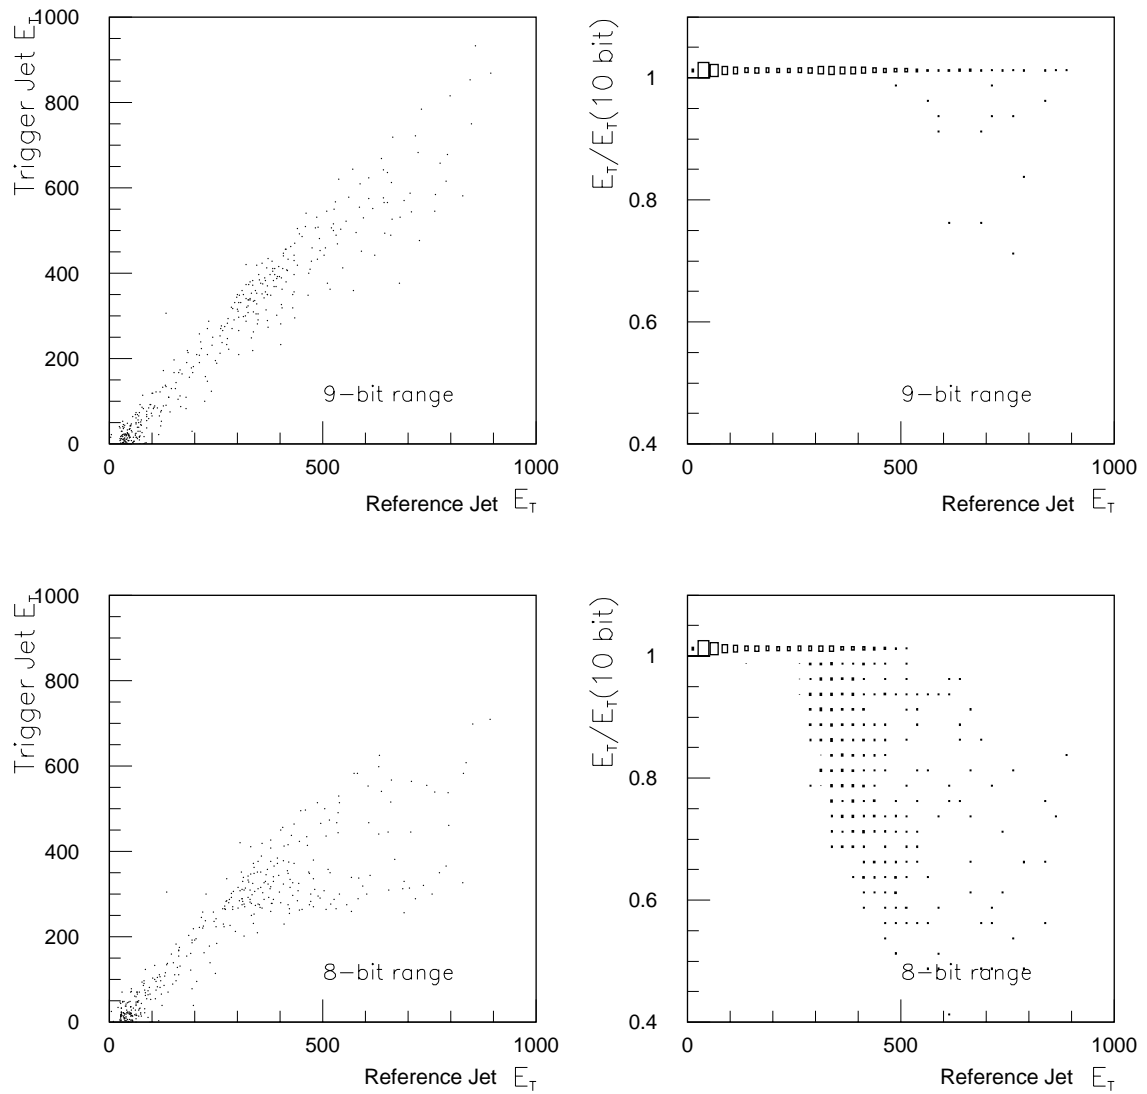 Trigger Jet E_T
1000
800
600
400
200
0
0 500 1000
9-bit range
Reference Jet E_T
E_T/E_T(10 bit)
1
0.8
0.6
0.4
0 500 1000
9-bit range
Reference Jet E_T
Trigger Jet E_T
1000
800
600
400
200
0
0 500 1000
8-bit range
Reference Jet E_T
E_T/E_T(10 bit)
1
0.8
0.6
0.4
0 500 1000
8-bit range
Reference Jet E_T